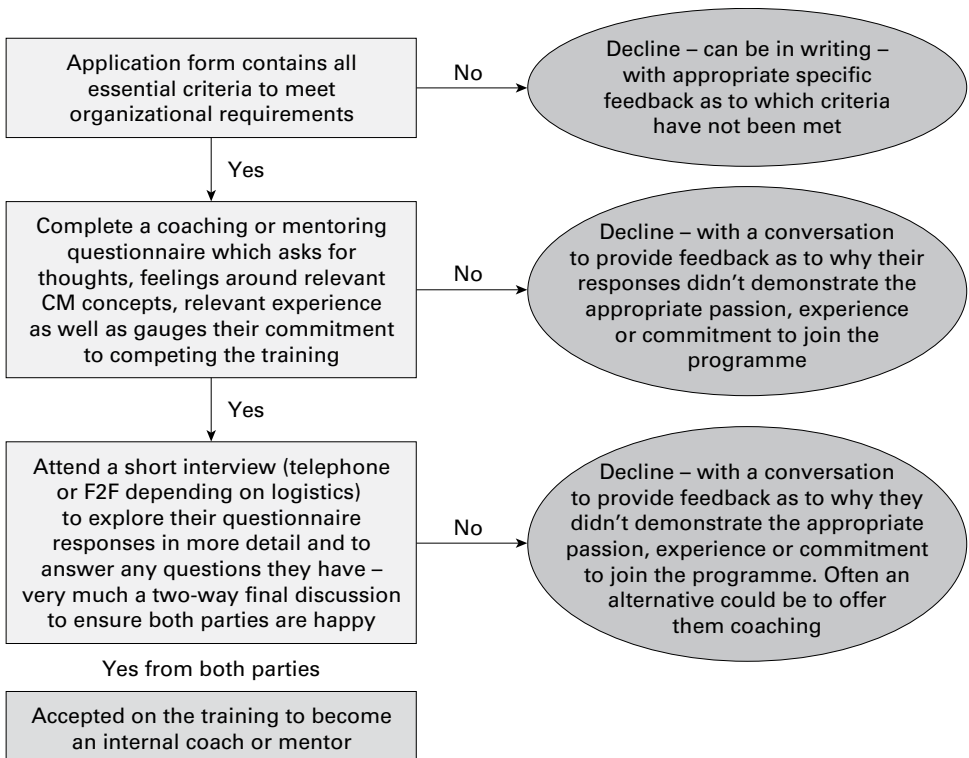 Application form contains all
essential criteria to meet
organizational requirements
No
Decline – can be in writing –
with appropriate specific
feedback as to which criteria
have not been met
Yes
Complete a coaching or mentoring
questionnaire which asks for
thoughts, feelings around relevant
CM concepts, relevant experience
as well as gauges their commitment
to competing the training
No
Decline – with a conversation
to provide feedback as to why their
responses didn't demonstrate the
appropriate passion, experience
or commitment to join the
programme
Yes
Attend a short interview (telephone
or F2F depending on logistics)
to explore their questionnaire
responses in more detail and to
answer any questions they have –
very much a two-way final discussion
to ensure both parties are happy
No
Decline – with a conversation
to provide feedback as to why they
didn't demonstrate the appropriate
passion, experience or commitment
to join the programme. Often an
alternative could be to offer
them coaching
Yes from both parties
Accepted on the training to become
an internal coach or mentor